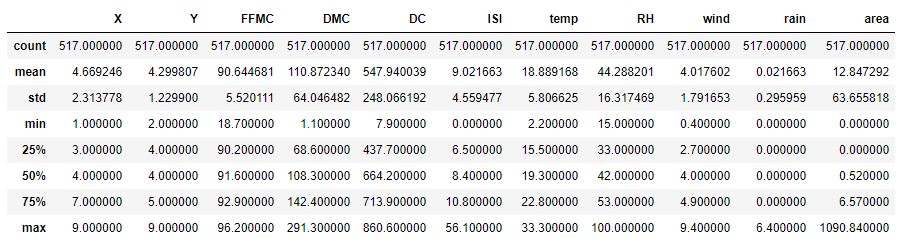 X Y FFMC DMC DC ISI temp RH wind rain area
count 517.000000 517.000000 517.000000 517.000000 517.000000 517.000000 517.000000 517.000000 517.000000 517.000000 517.000000
mean 4.669246 4.299807 90.644681 110.872340 547.940039 9.021663 18.889168 44.288201 4.017602 0.021663 12.847292
std 2.313778 1.229900 5.520111 64.046482 248.066192 4.559477 5.806625 16.317469 1.791653 0.295959 63.655818
min 1.000000 2.000000 18.700000 1.100000 7.900000 0.000000 2.200000 15.000000 0.400000 0.000000 0.000000
25% 3.000000 4.000000 90.200000 68.600000 437.700000 6.500000 15.500000 33.000000 2.700000 0.000000 0.000000
50% 4.000000 4.000000 91.600000 108.300000 664.200000 8.400000 19.300000 42.000000 4.000000 0.000000 0.520000
75% 7.000000 5.000000 92.900000 142.400000 713.900000 10.800000 22.800000 53.000000 4.900000 0.000000 6.570000
max 9.000000 9.000000 96.200000 291.300000 860.600000 56.100000 33.300000 100.000000 9.400000 6.400000 1090.840000